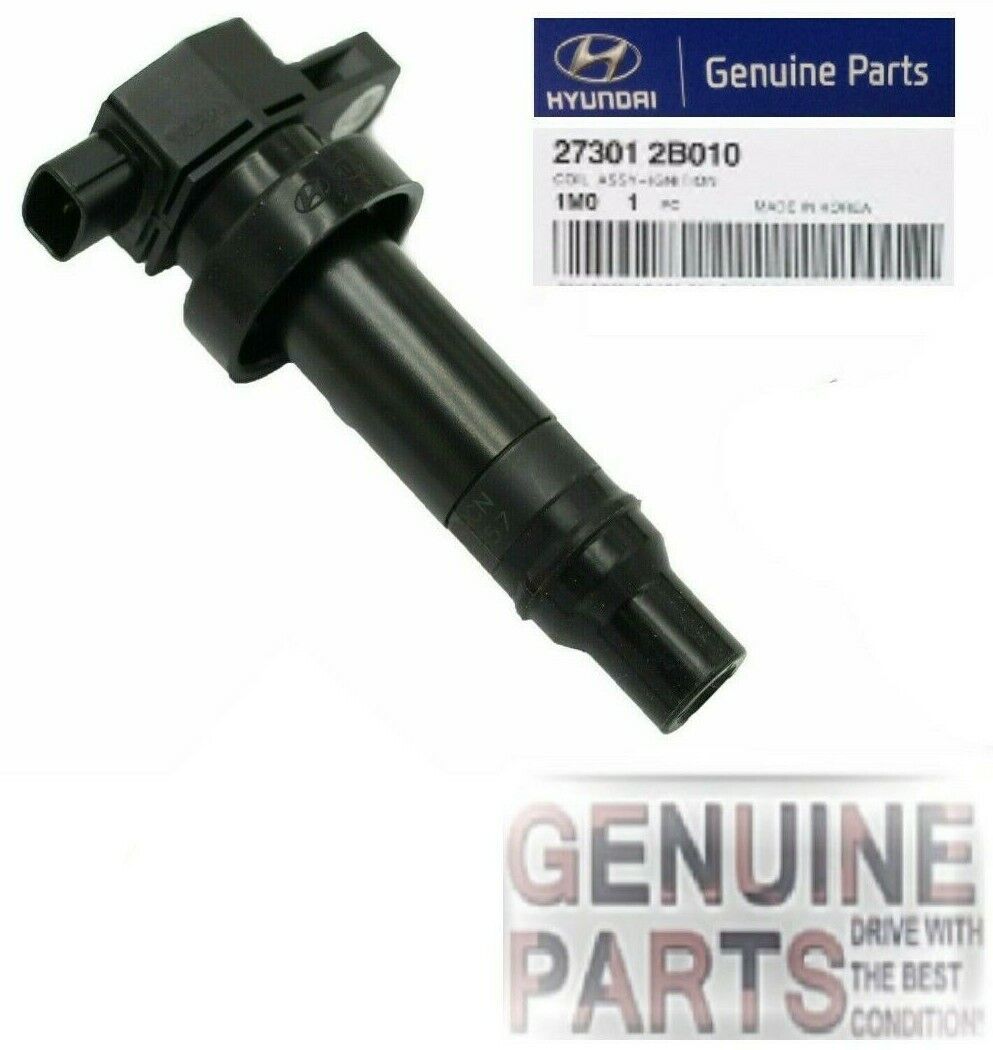 HYUNDAI
Genuine Parts
27301 2B010
COIL ASSY-IGNITION
1M0 1 PC MADE IN KOREA
GENUINE
PARTS
DRIVE WITH
THE BEST
CONDITION!